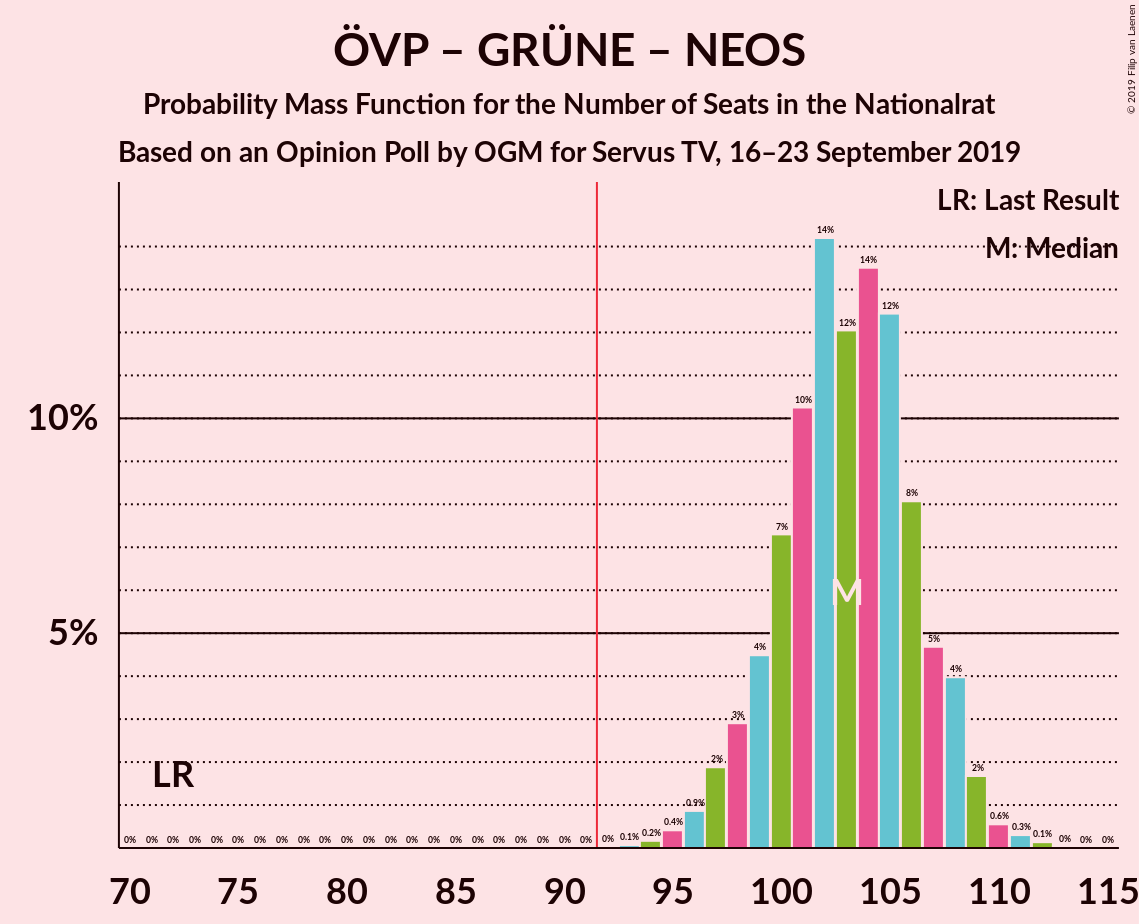 ÖVP – GRÜNE – NEOS
Probability Mass Function for the Number of Seats in the Nationalrat
Based on an Opinion Poll by OGM for Servus TV, 16–23 September 2019
© 2019 Filip van Laenen
LR: Last Result
M: Median
10%
5%
LR
M
0% 0% 0% 0% 0% 0% 0% 0% 0% 0% 0% 0% 0% 0% 0% 0% 0% 0% 0% 0% 0% 0% 0% 0.1% 0.2% 0.4% 0.9% 2% 3% 4% 7% 10% 14% 12% 14% 12% 8% 5% 4% 2% 0.6% 0.3% 0.1% 0% 0% 0%
70 75 80 85 90 95 100 105 110 115